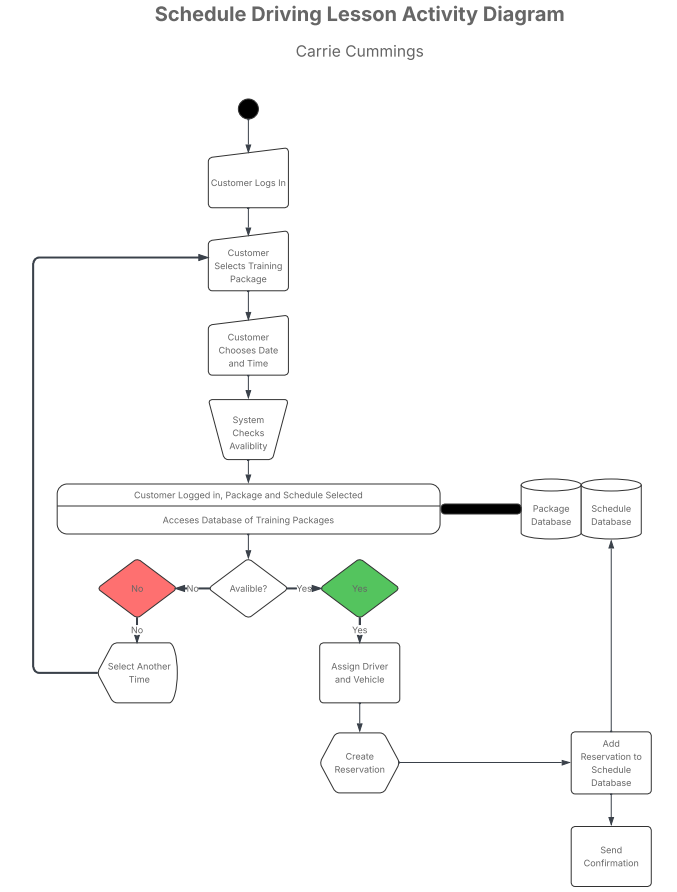 Schedule Driving Lesson Activity Diagram
Carrie Cummings
Customer Logs In
Customer
Selects Training
Package
Customer
Chooses Date
and Time
System
Checks
Avaliblity
Customer Logged in, Package and Schedule Selected
Acceses Database of Training Packages
Package
Database
Schedule
Database
No
No
Avalible?
Yes
Yes
No
Yes
Select Another
Time
Assign Driver
and Vehicle
Create
Reservation
Add
Reservation to
Schedule
Database
Send
Confirmation